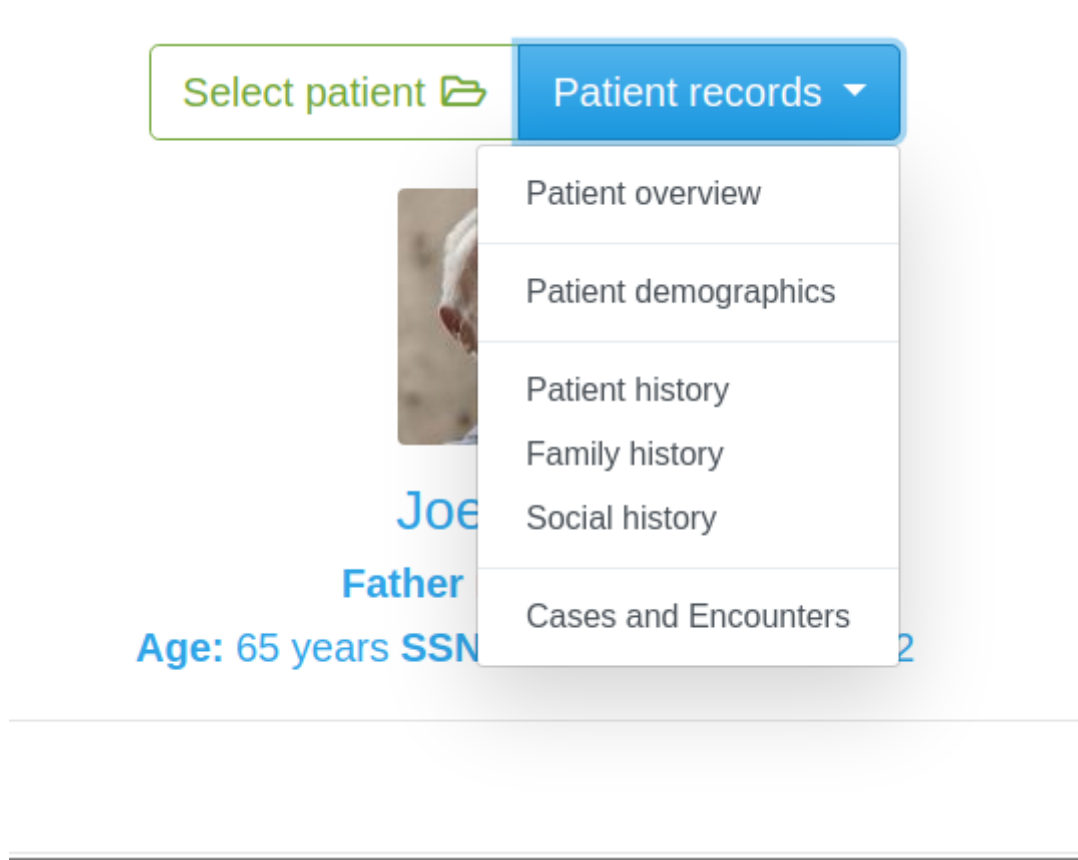 Select patient Patient records
Patient overview
Patient demographics
Patient history
Family history
Social history
Cases and Encounters
Joe
Father
Age: 65 years SSN 2